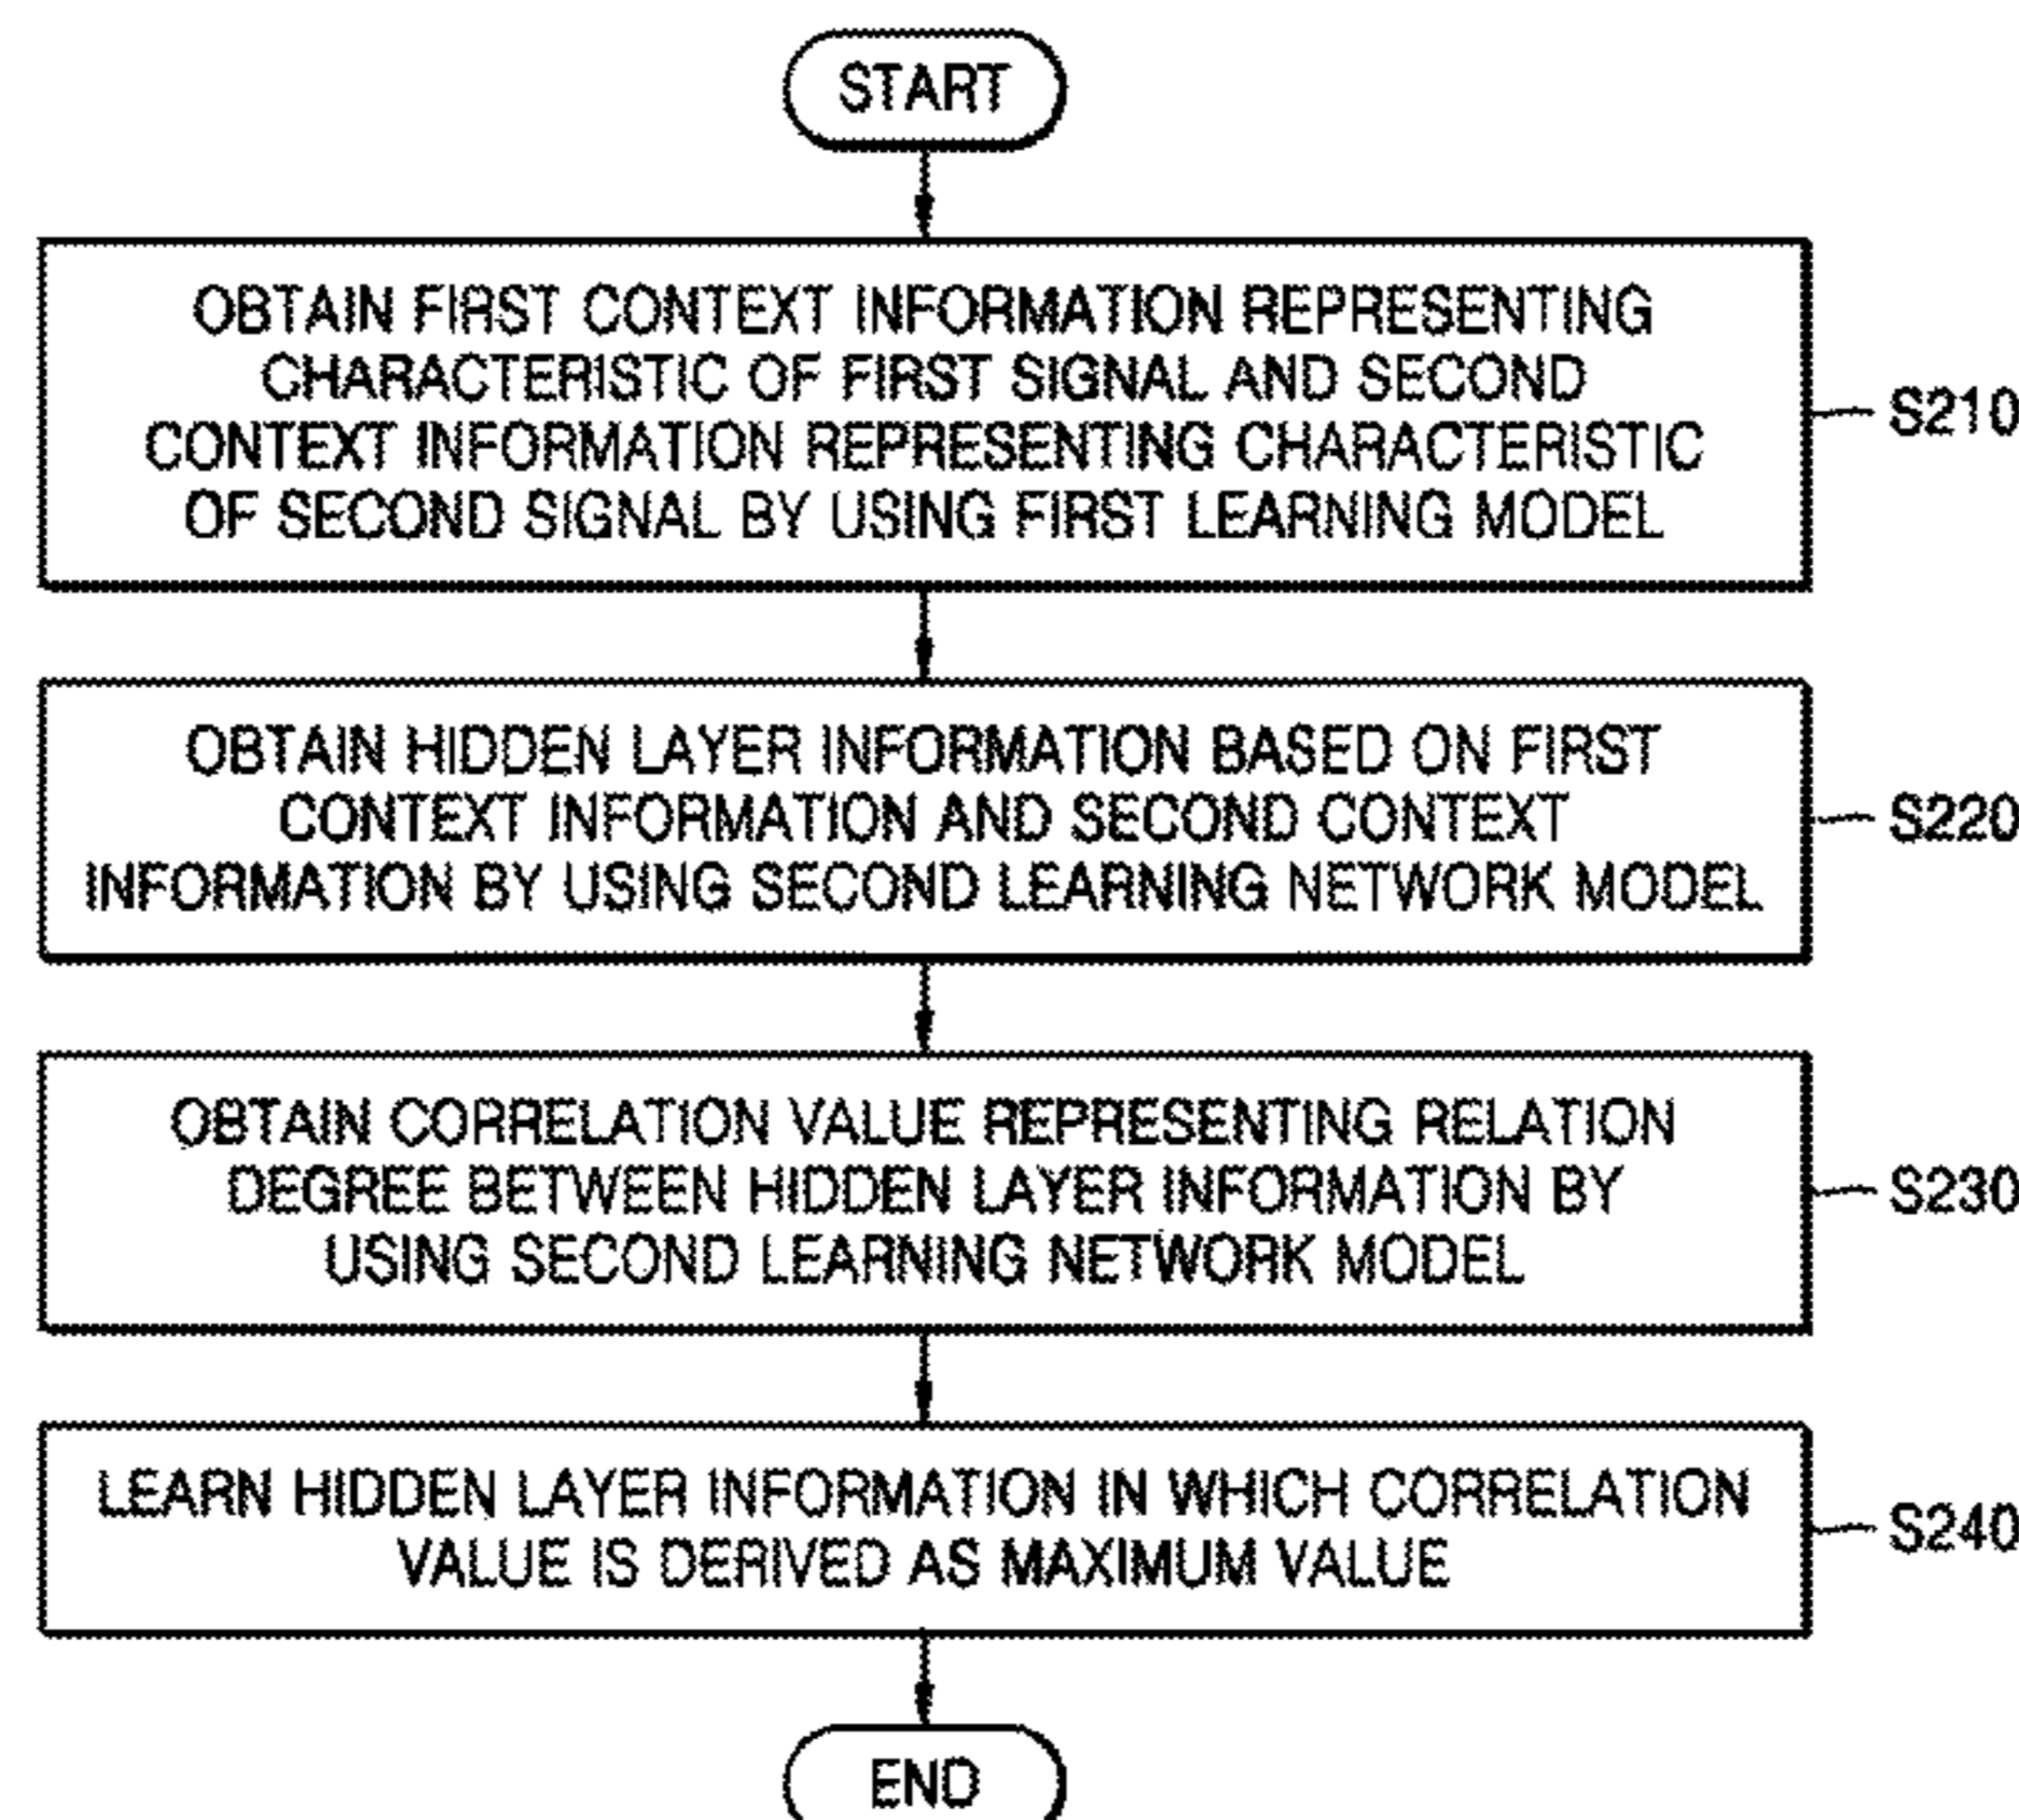 START
OBTAIN FIRST CONTEXT INFORMATION REPRESENTING
CHARACTERISTIC OF FIRST SIGNAL AND SECOND
CONTEXT INFORMATION REPRESENTING CHARACTERISTIC
OF SECOND SIGNAL BY USING FIRST LEARNING MODEL
S210
OBTAIN HIDDEN LAYER INFORMATION BASED ON FIRST
CONTEXT INFORMATION AND SECOND CONTEXT
INFORMATION BY USING SECOND LEARNING NETWORK MODEL
S220
OBTAIN CORRELATION VALUE REPRESENTING RELATION
DEGREE BETWEEN HIDDEN LAYER INFORMATION BY
USING SECOND LEARNING NETWORK MODEL
S230
LEARN HIDDEN LAYER INFORMATION IN WHICH CORRELATION
VALUE IS DERIVED AS MAXIMUM VALUE
S240
END